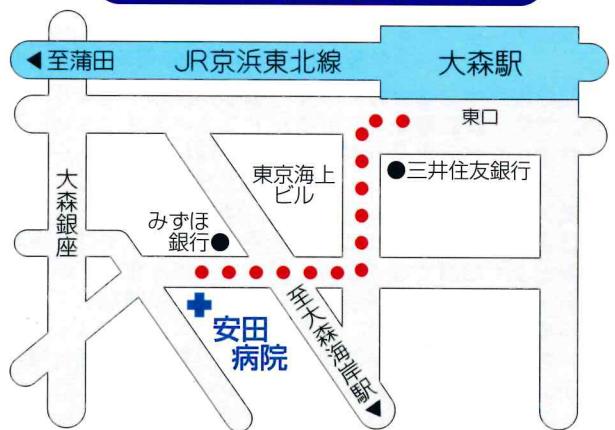 ◀至蒲田
JR京浜東北線
大森駅
東口
大森銀座
東京海上
ビル
三井住友銀行
みずほ
銀行
安田
病院
至大森海岸駅▶